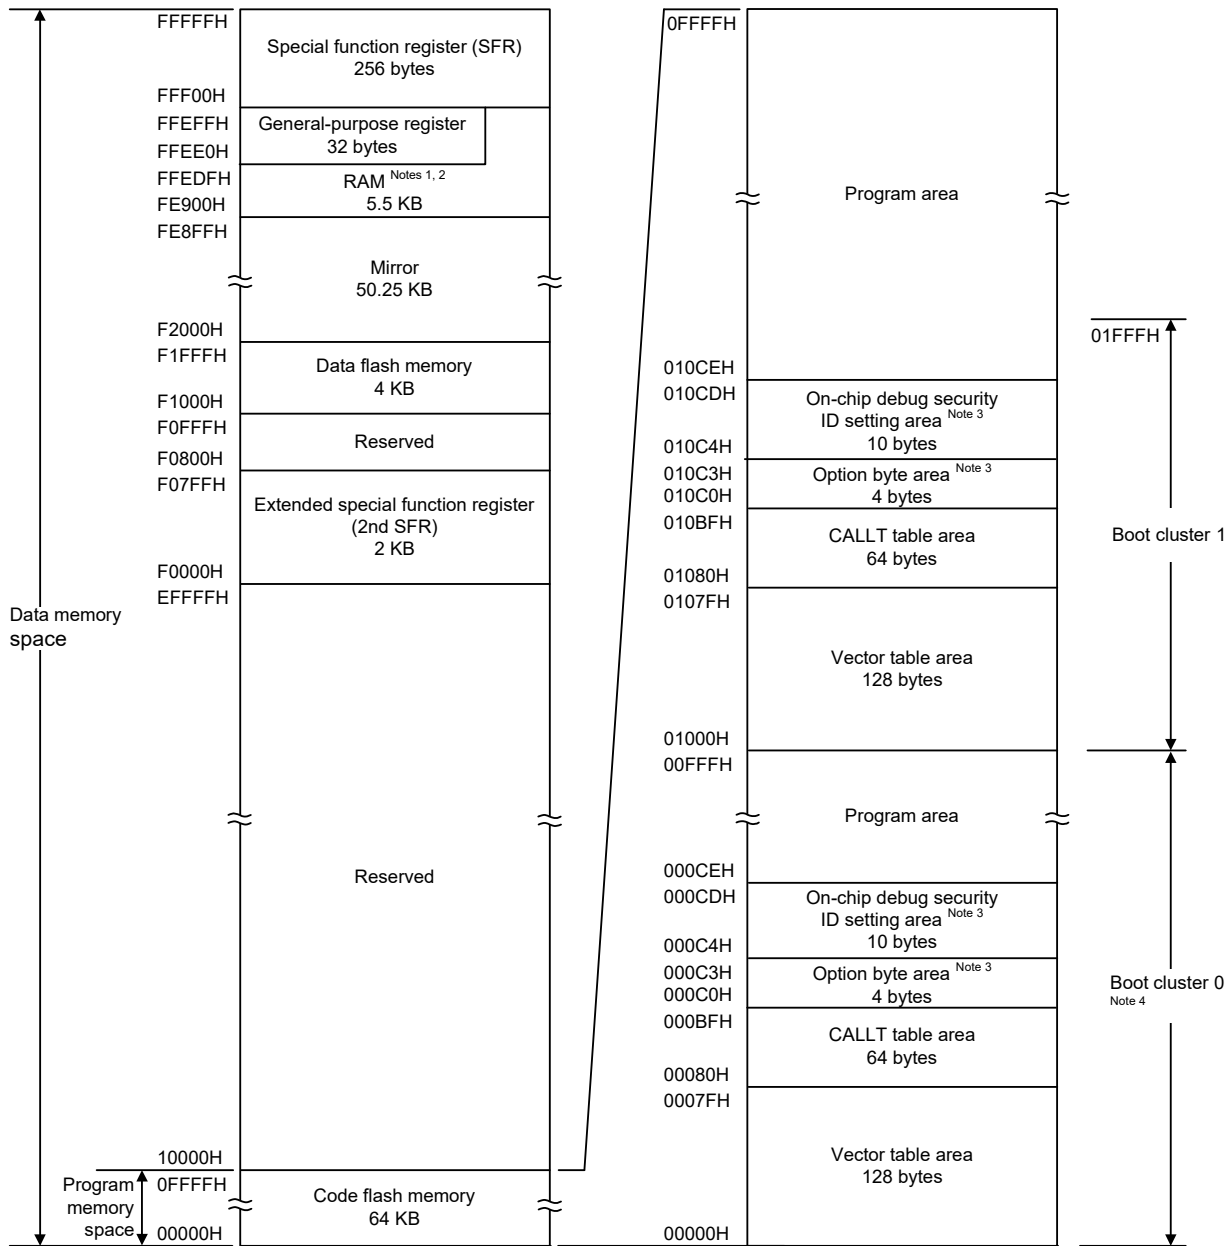 FFFFFH
Special function register (SFR)
256 bytes
FFF00H
FFEFFH
General-purpose register
32 bytes
FFEE0H
FFEDFH
RAM Notes 1, 2
5.5 KB
FE900H
FE8FFH
Mirror
50.25 KB
F2000H
F1FFFH
Data flash memory
4 KB
F1000H
F0FFFH
Reserved
F0800H
F07FFH
Extended special function register
(2nd SFR)
2 KB
F0000H
EFFFFH
Data memory
space
Reserved
10000H
0FFFFH
Program
memory
space
Code flash memory
64 KB
00000H
0FFFFH
Program area
01FFFH
010CEH
010CDH
On-chip debug security
ID setting area Note 3
10 bytes
010C4H
010C3H
Option byte area Note 3
4 bytes
010C0H
010BFH
CALLT table area
64 bytes
Boot cluster 1
01080H
0107FH
Vector table area
128 bytes
01000H
00FFFH
Program area
000CEH
000CDH
On-chip debug security
ID setting area Note 3
10 bytes
000C4H
000C3H
Option byte area Note 3
4 bytes
000C0H
Boot cluster 0
Note 4
000BFH
CALLT table area
64 bytes
00080H
0007FH
Vector table area
128 bytes
00000H